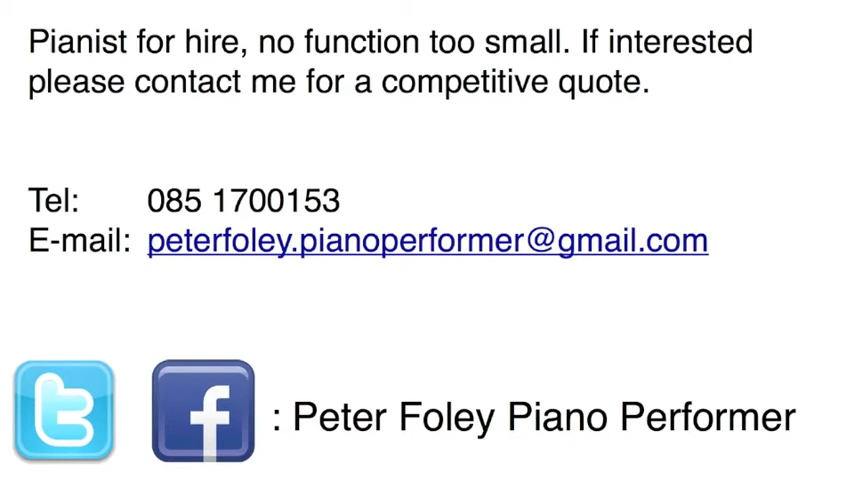 Pianist for hire, no function too small. If interested
please contact me for a competitive quote.
Tel: 085 1700153
E-mail: peterfoley.pianoperformer@gmail.com
: Peter Foley Piano Performer